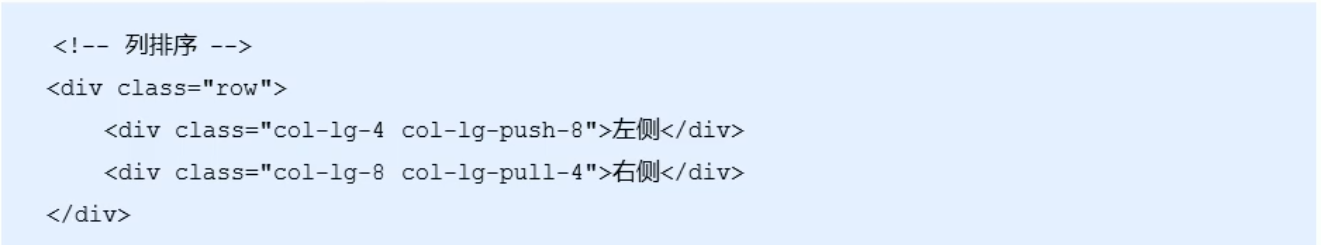 <!-- 列排序 -->
<div class="row">
    <div class="col-lg-4 col-lg-push-8">左侧</div>
    <div class="col-lg-8 col-lg-pull-4">右侧</div>
</div>